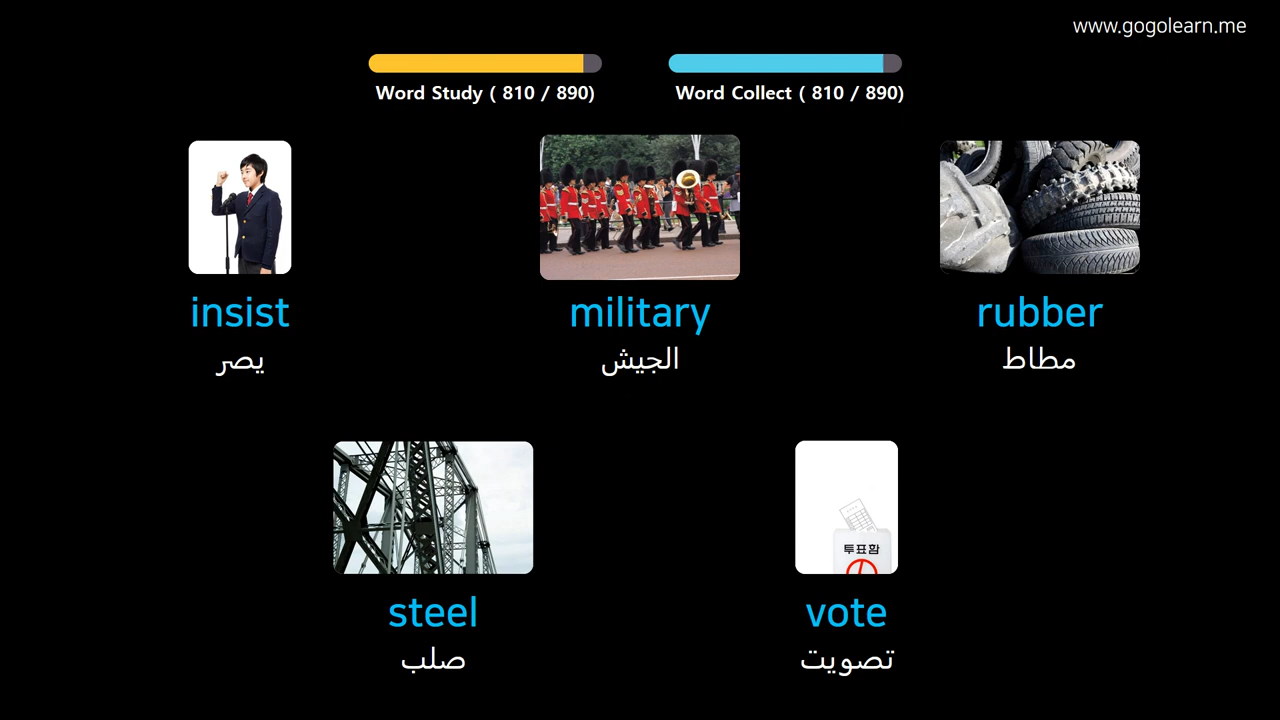 www.gogolearn.me
Word Study ( 810 / 890)
Word Collect ( 810 / 890)
insist
يصر
military
الجيش
rubber
مطاط
투표함
steel
صلب
vote
تصويت